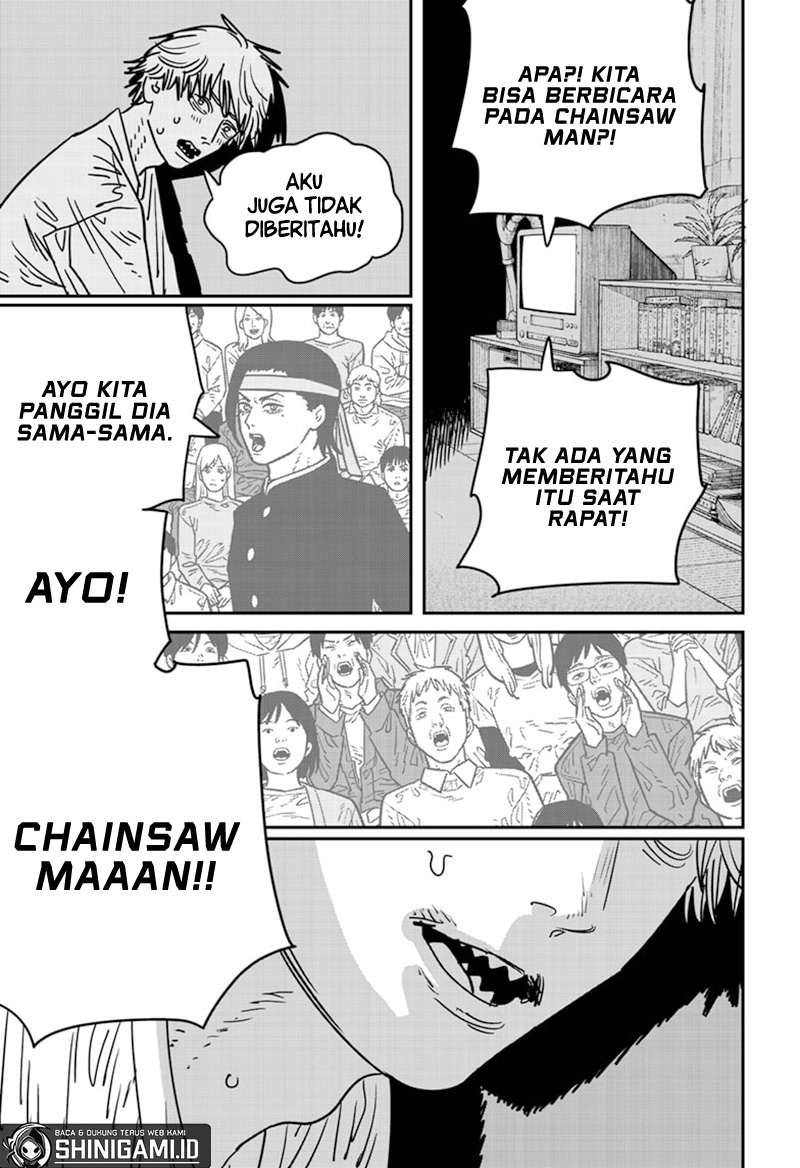 APA?! KITA
BISA BERBICARA
PADA CHAINSAW
MAN?!
TAK ADA YANG
MEMBERITAHU
ITU SAAT
RAPAT!
AKU
JUGA TIDAK
DIBERITAHU!
AYO KITA
PANGGIL DIA
SAMA-SAMA.
AYO!
CHAINSAW
MAAAN!!
BACA & DUKUNG TERUS WEB KAMI
SHINIGAMI.ID